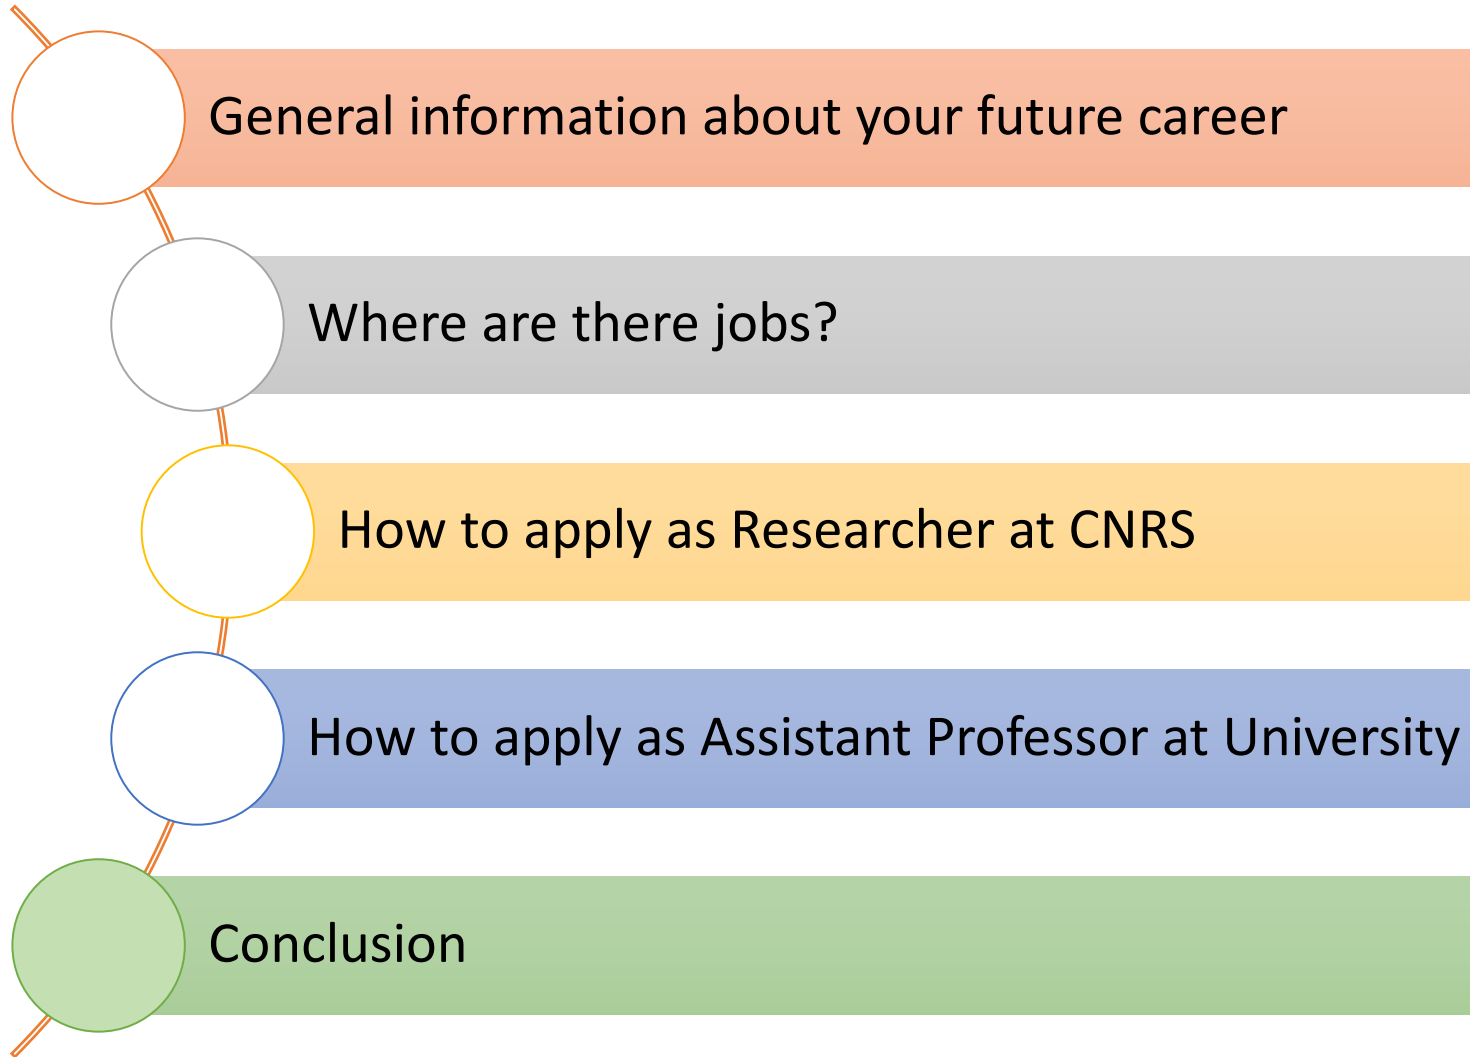 General information about your future career
Where are there jobs?
How to apply as Researcher at CNRS
How to apply as Assistant Professor at University
Conclusion